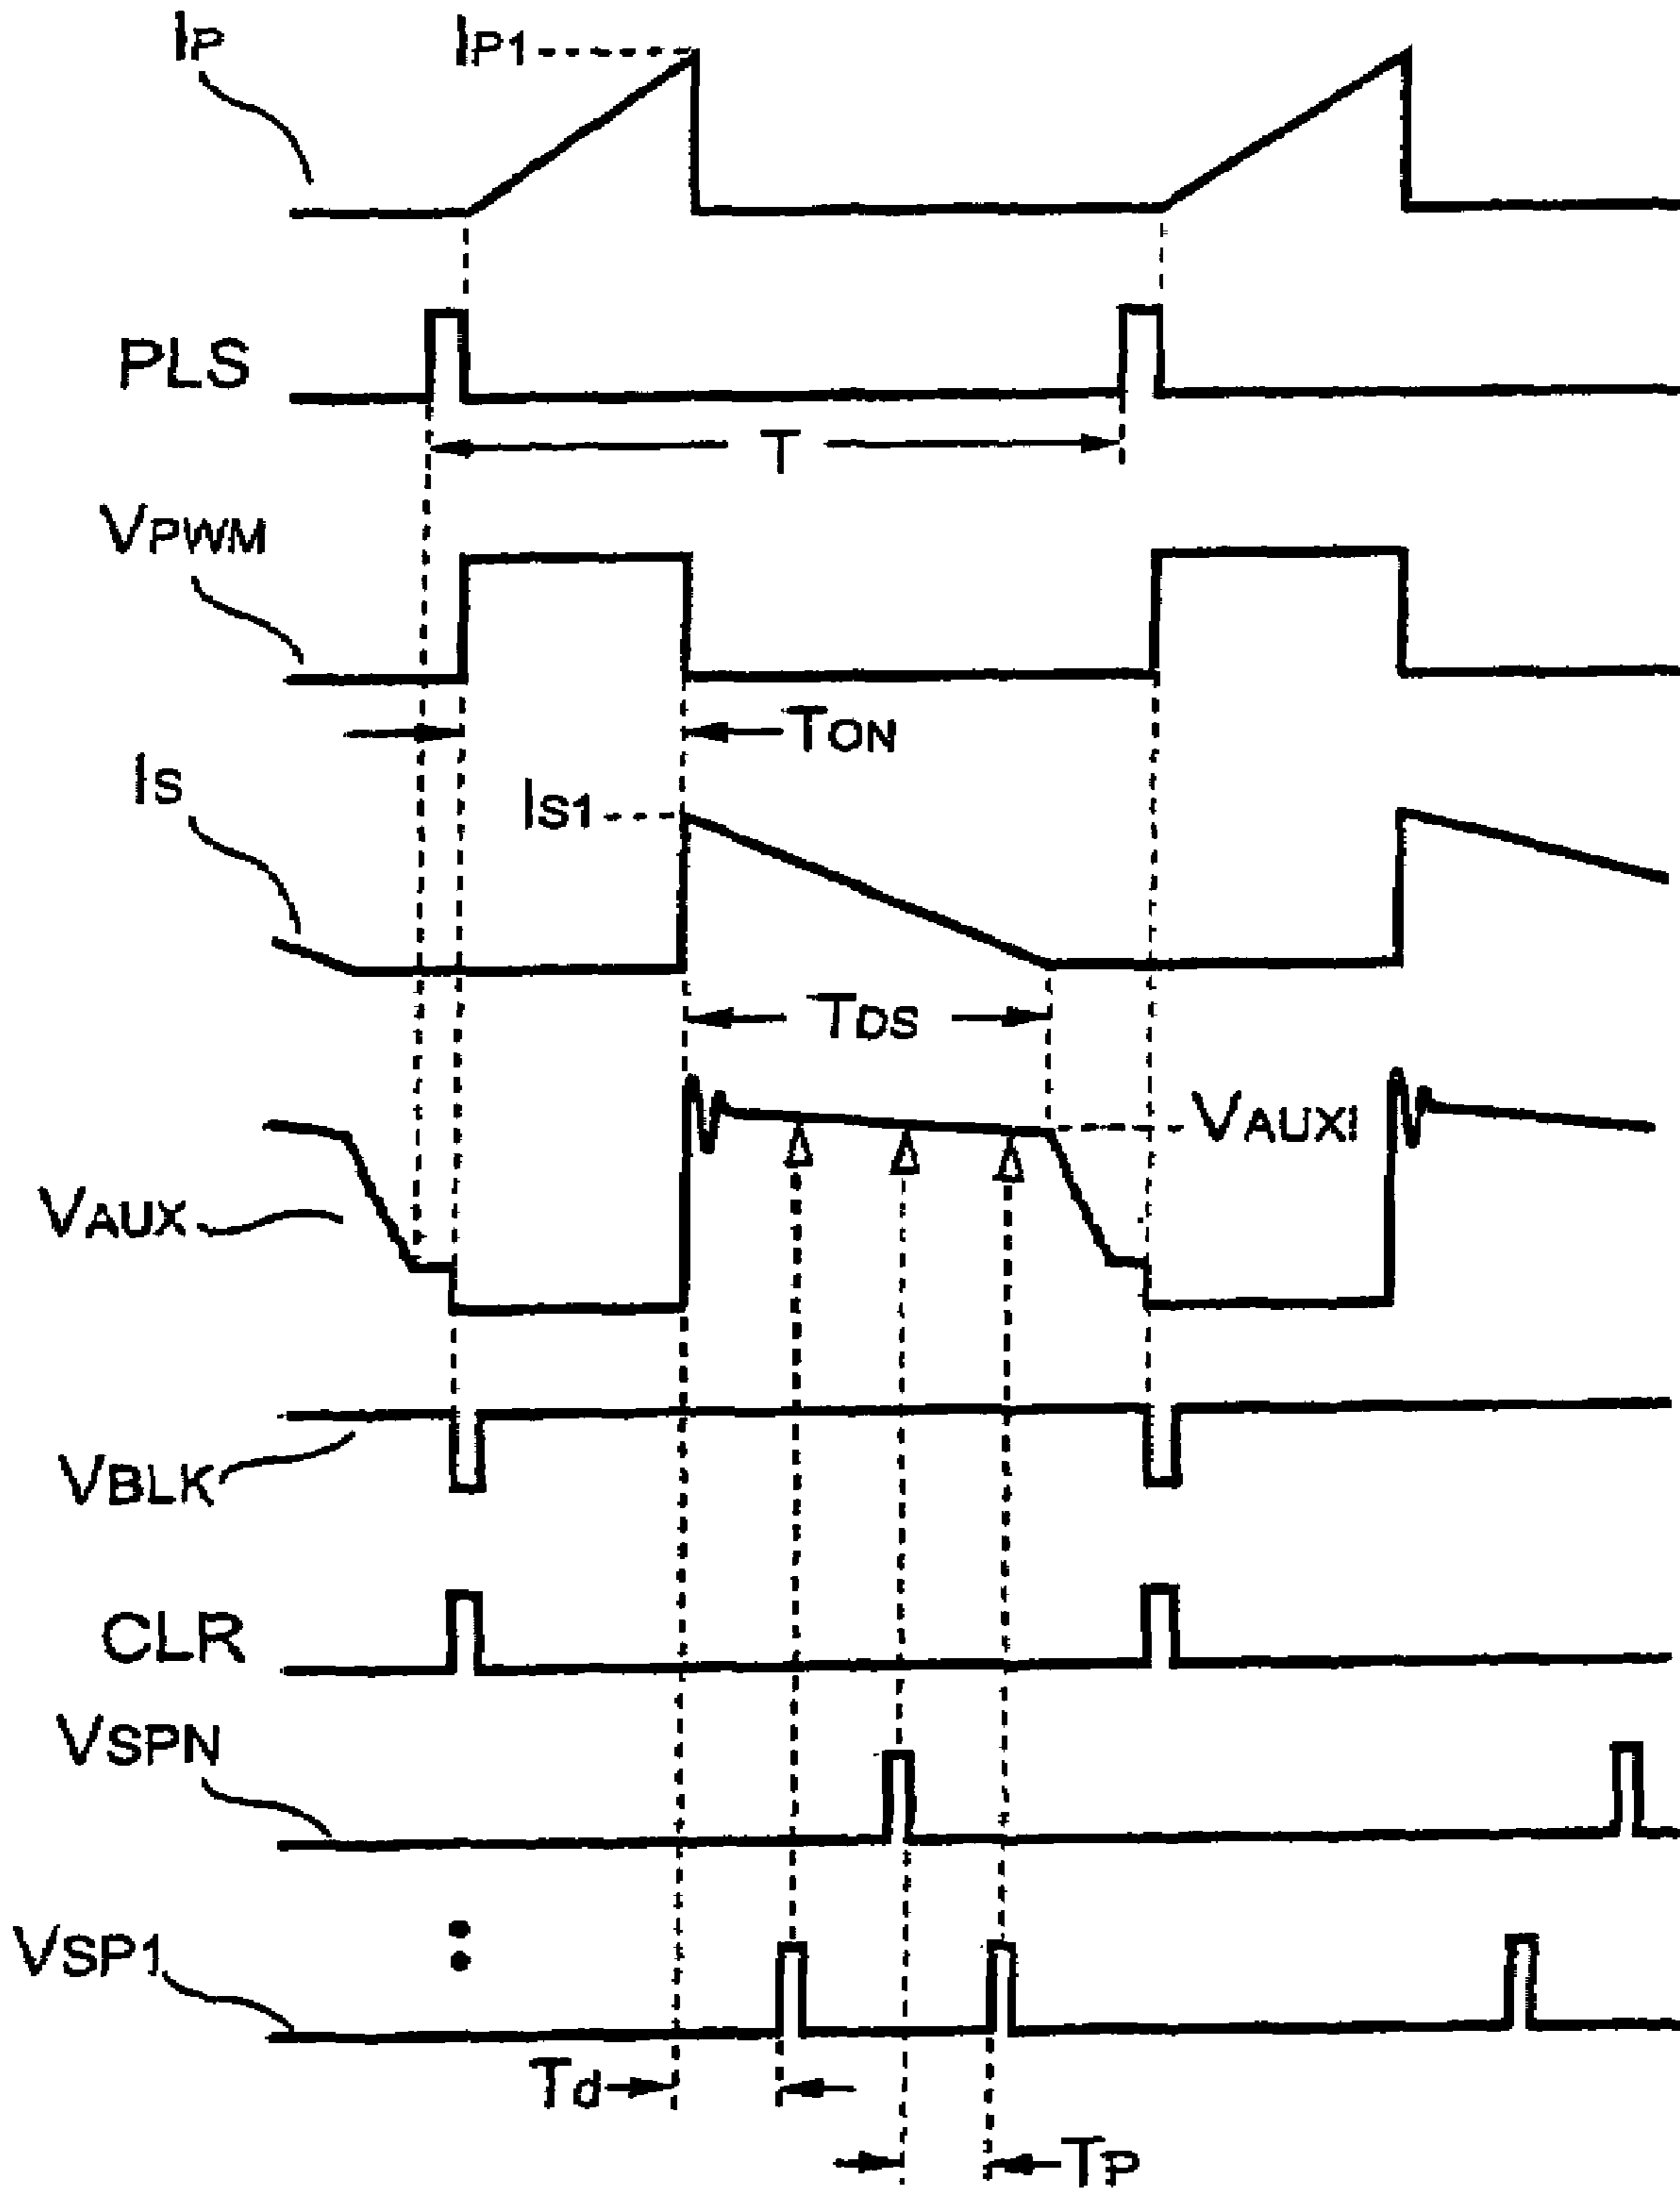 IP
IP1
PLS
T
VPWM
TON
IS
IS1
TDS
VAUX1
VAUX
VBLK
CLR
VSPN
VSP1
Td
TP